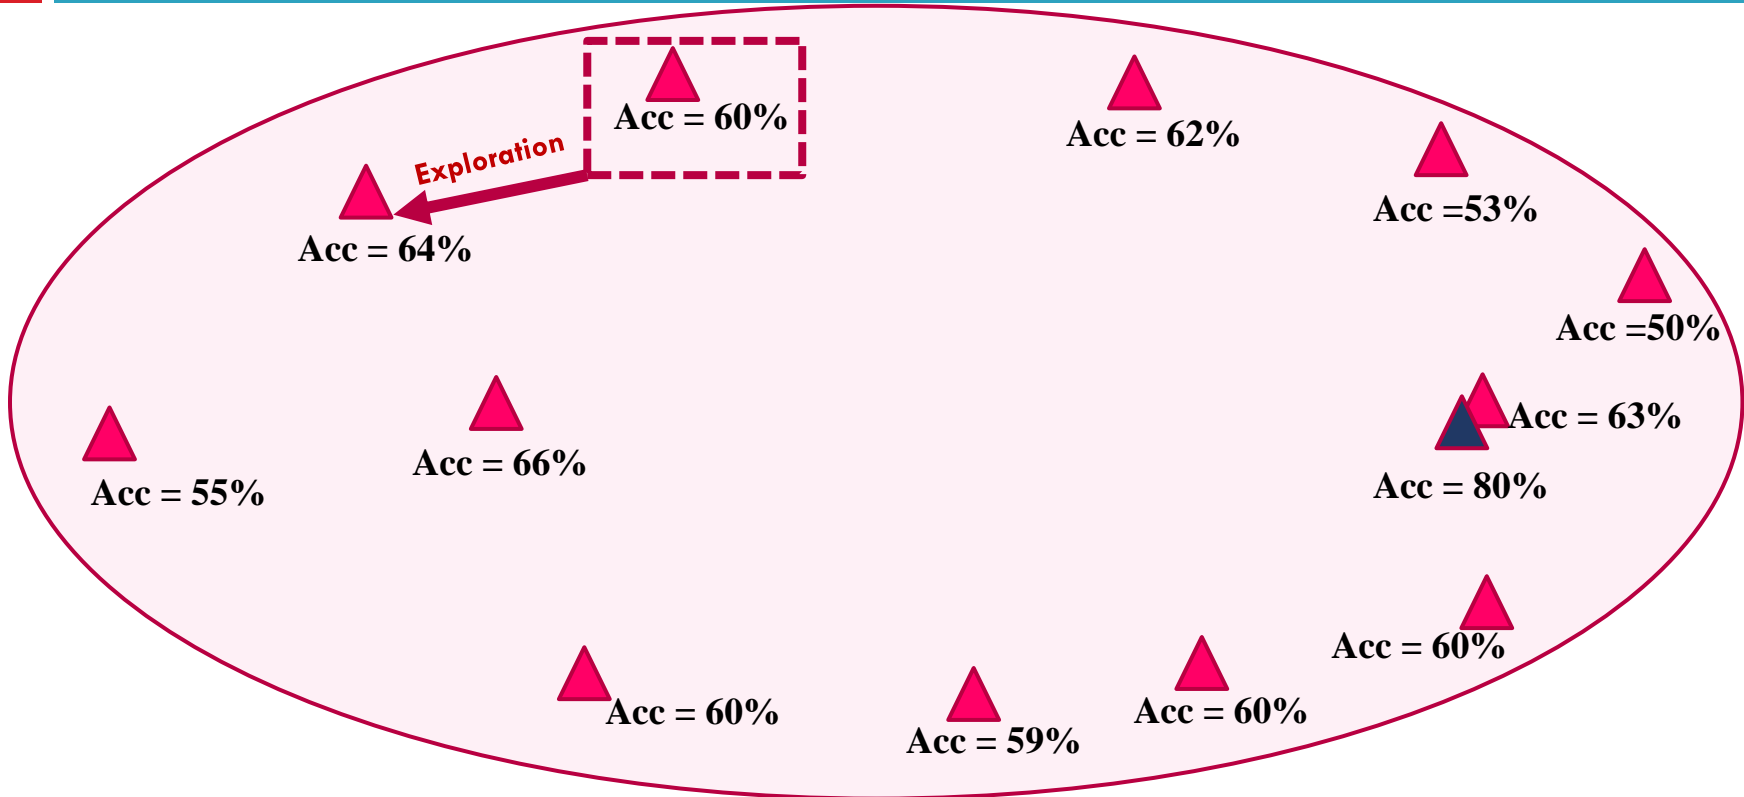 Acc = 60%
Acc = 62%
Exploration
Acc =53%
Acc = 64%
Acc =50%
Acc = 63%
Acc = 66%
Acc = 80%
Acc = 55%
Acc = 60%
Acc = 60%
Acc = 60%
Acc = 59%